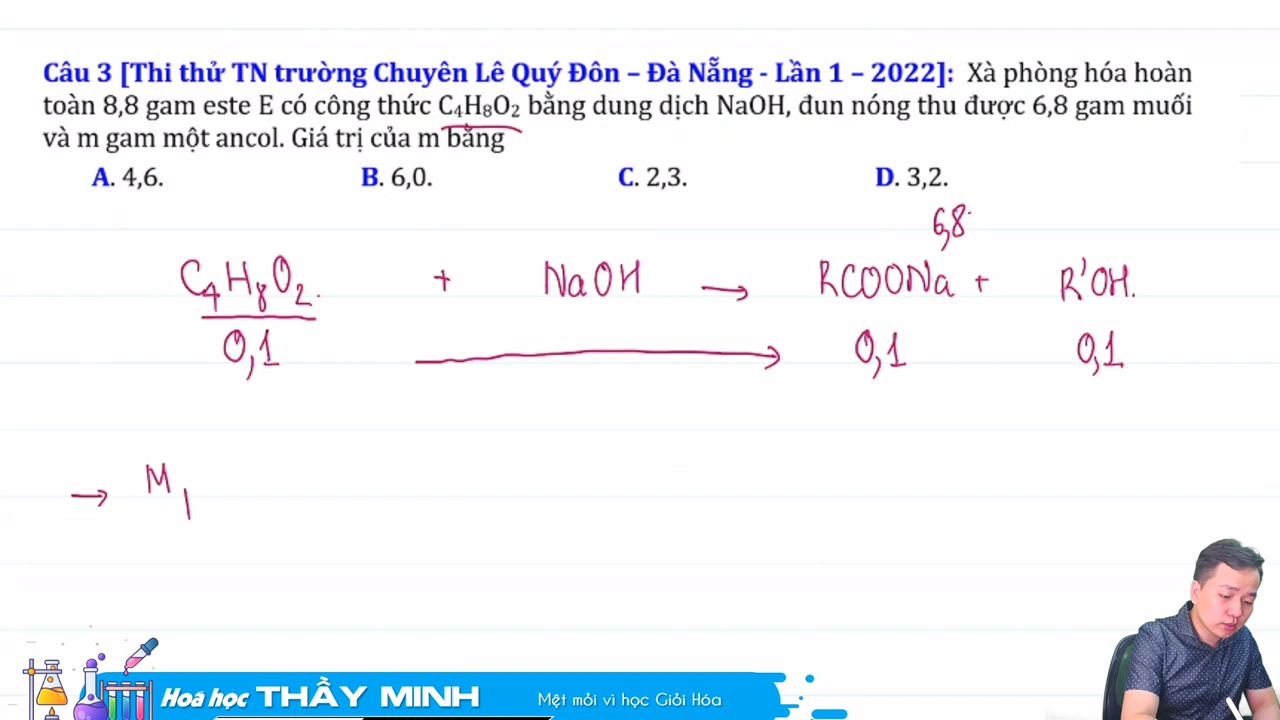 Câu 3 [Thi thử TN trường Chuyên Lê Quý Đôn – Đà Nẵng - Lần 1 – 2022]: Xà phòng hóa hoàn
toàn 8,8 gam este E có công thức C₄H₈O₂ bằng dung dịch NaOH, đun nóng thu được 6,8 gam muối
và m gam một ancol. Giá trị của m bằng
A. 4,6. B. 6,0. C. 2,3. D. 3,2.
6,8
C₄H₈O₂ + NaOH → RCOONa + R'OH.
0,1 → 0,1 0,1
→ M
Hoá học THẦY MINH Mệt mỏi vì học Giỏi Hóa